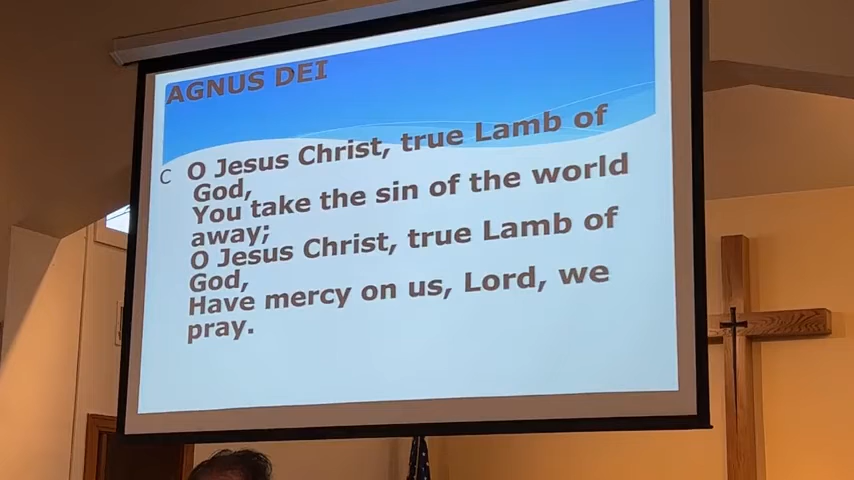 AGNUS DEI
C O Jesus Christ, true Lamb of
God,
You take the sin of the world
away;
O Jesus Christ, true Lamb of
God,
Have mercy on us, Lord, we
pray.